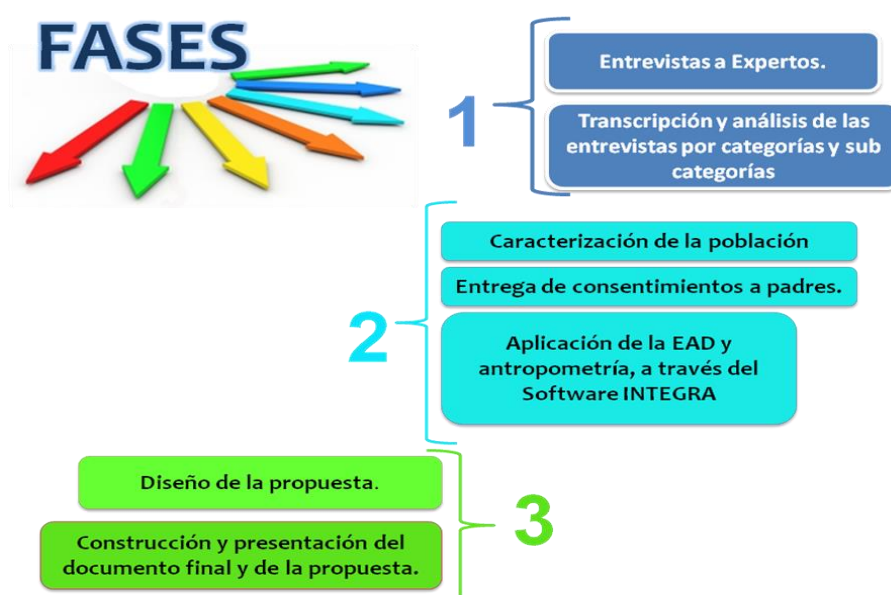 FASES
1
Entrevistas a Expertos.
Transcripción y análisis de las
entrevistas por categorías y sub
categorías
2
Caracterización de la población
Entrega de consentimientos a padres.
Aplicación de la EAD y
antropometría, a través del
Software INTEGRA
3
Diseño de la propuesta.
Construcción y presentación del
documento final y de la propuesta.